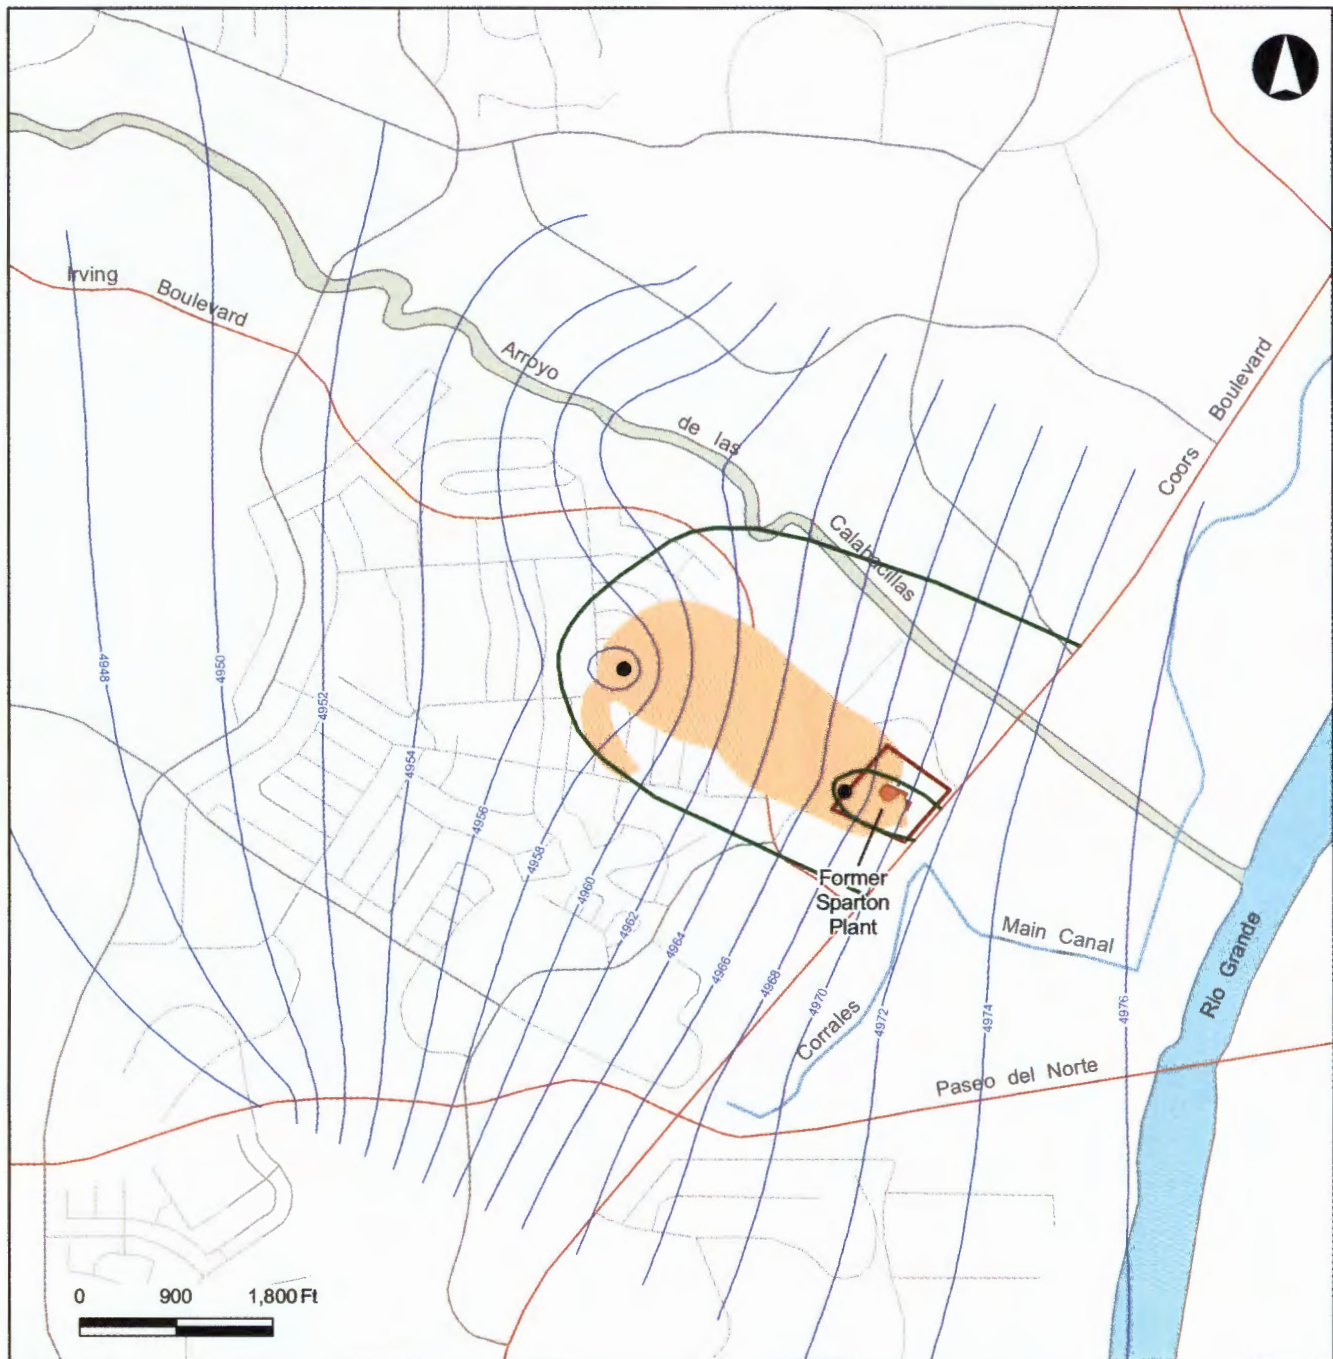 Irving Boulevard
Arroyo
de las
Calabacillas
Coors Boulevard
4948
4950
4952
4954
4956
4958
4960
4962
4964
4966
4968
4970
4972
4974
4976
Former
Sparton
Plant
Main Canal
Corrales
Rio Grande
Paseo del Norte
0 900 1,800 Ft